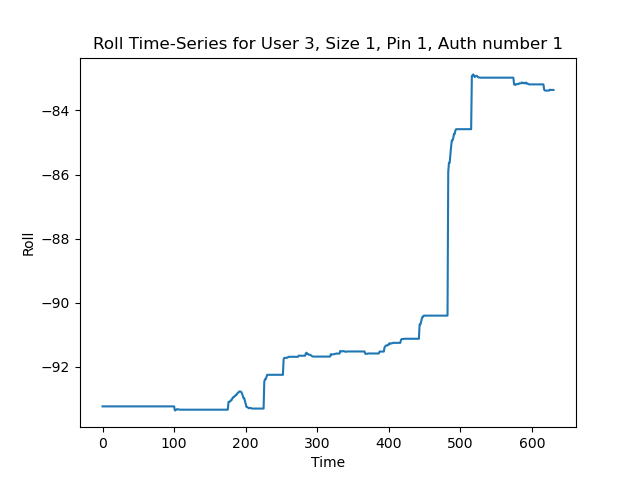 Roll Time-Series for User 3, Size 1, Pin 1, Auth number 1
−84
−86
−88
−90
−92
Roll
0 100 200 300 400 500 600
Time